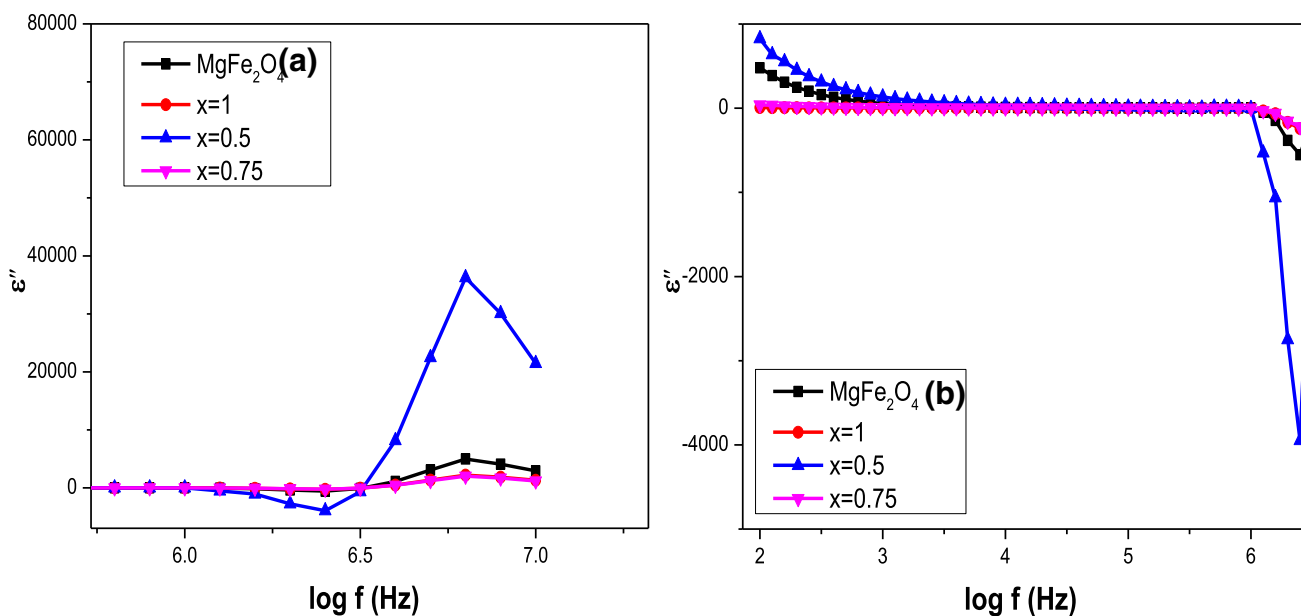 80000
60000
40000
20000
0
ε″
6.0 6.5 7.0
log f (Hz)
MgFe₂O₄ (a)
x=1
x=0.5
x=0.75
0
-2000
-4000
ε″
2 3 4 5 6
log f (Hz)
MgFe₂O₄ (b)
x=1
x=0.5
x=0.75